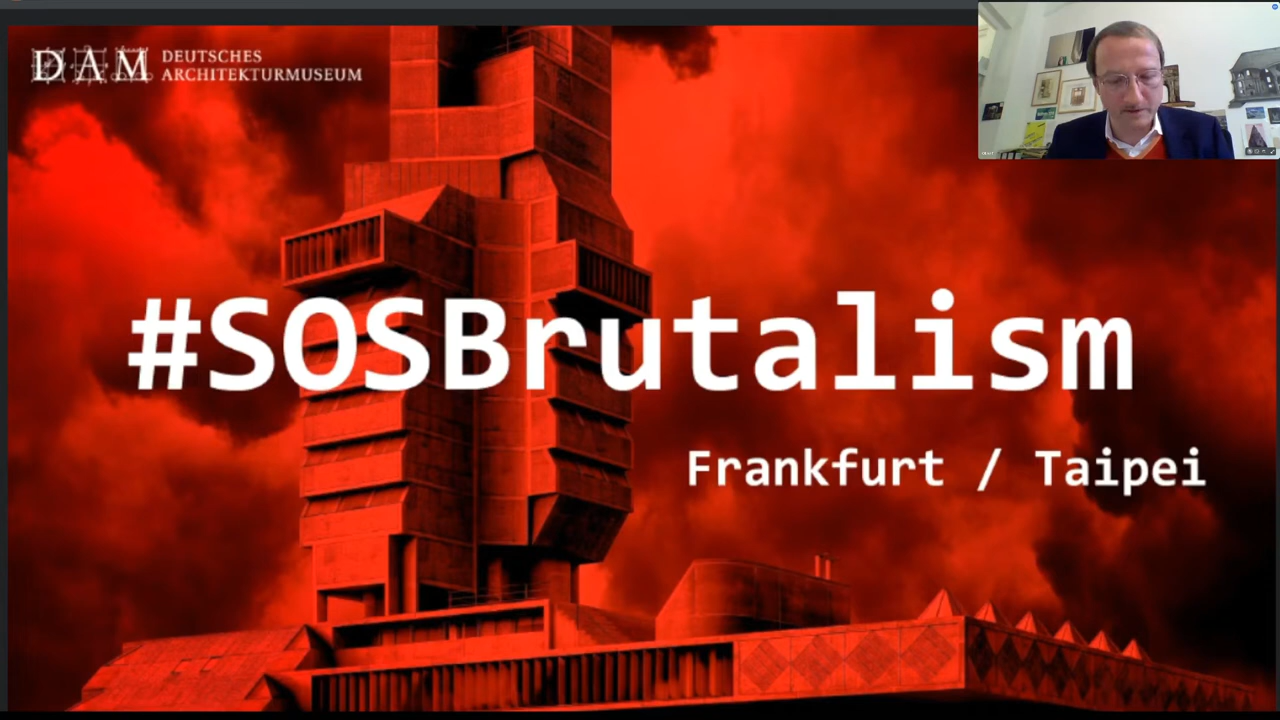 DAM DEUTSCHES
ARCHITEKTURMUSEUM
#SOSBrutalism
Frankfurt / Taipei